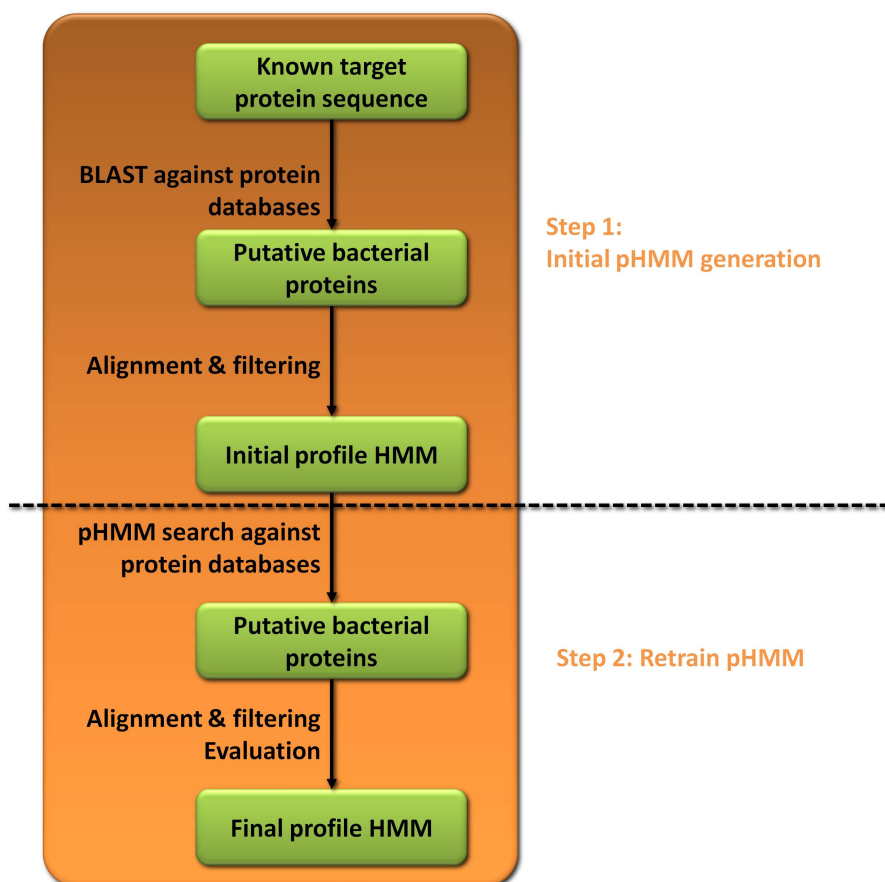 Known target
protein sequence
BLAST against protein
databases
Step 1:
Initial pHMM generation
Putative bacterial
proteins
Alignment & filtering
Initial profile HMM
pHMM search against
protein databases
Putative bacterial
proteins
Step 2: Retrain pHMM
Alignment & filtering
Evaluation
Final profile HMM